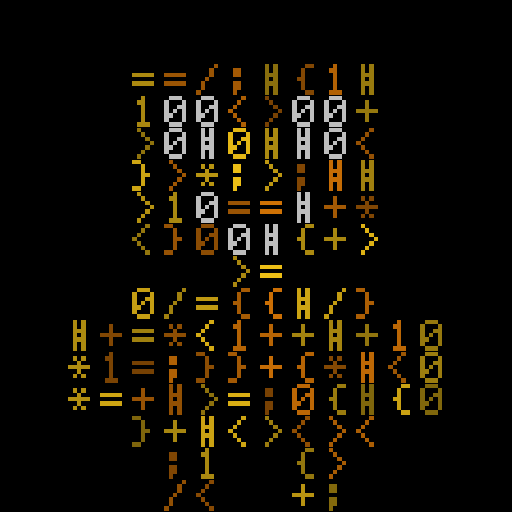 ==/;H{1H
100<>00+
>0H0HH0<
}>*;>;HH
>10==H+*
<}00H{+>
>=
0/={{H/}
H+=*<1++H+10
*1=;}}+{*H<0
*=+H>=;0{H{0
}+H<><><
;1 {>
/< +;